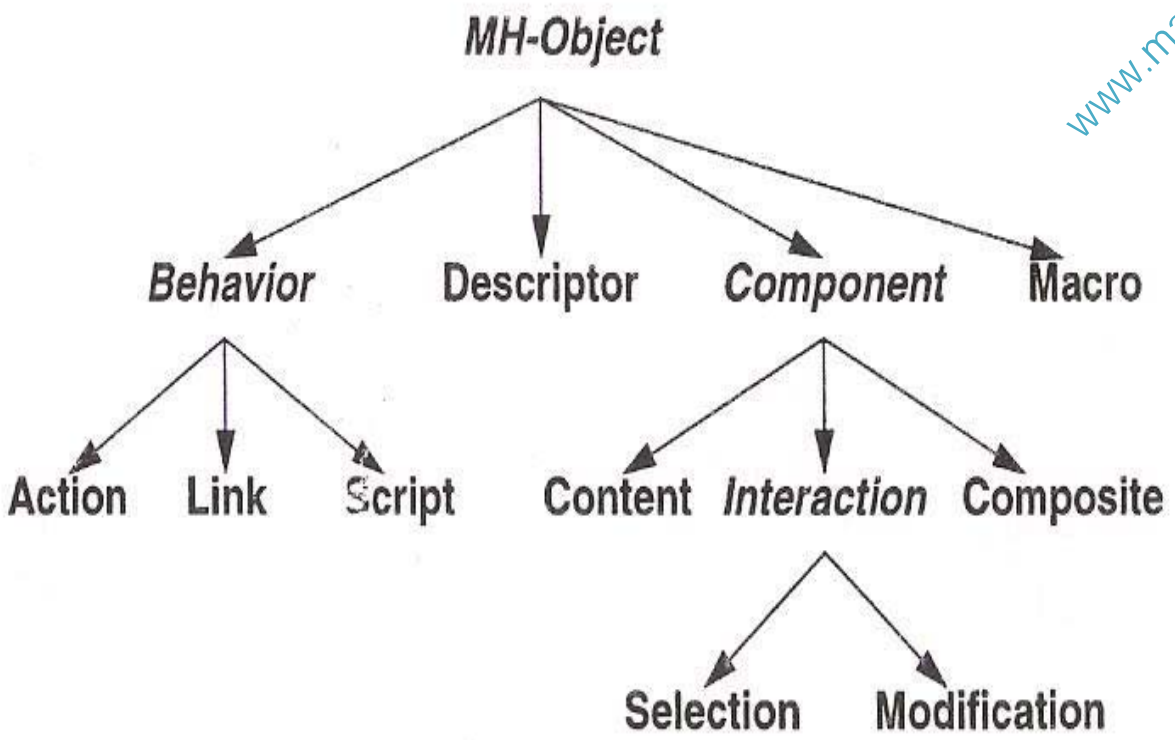 MH-Object
Behavior Descriptor Component Macro
Action Link Script Content Interaction Composite
Selection Modification